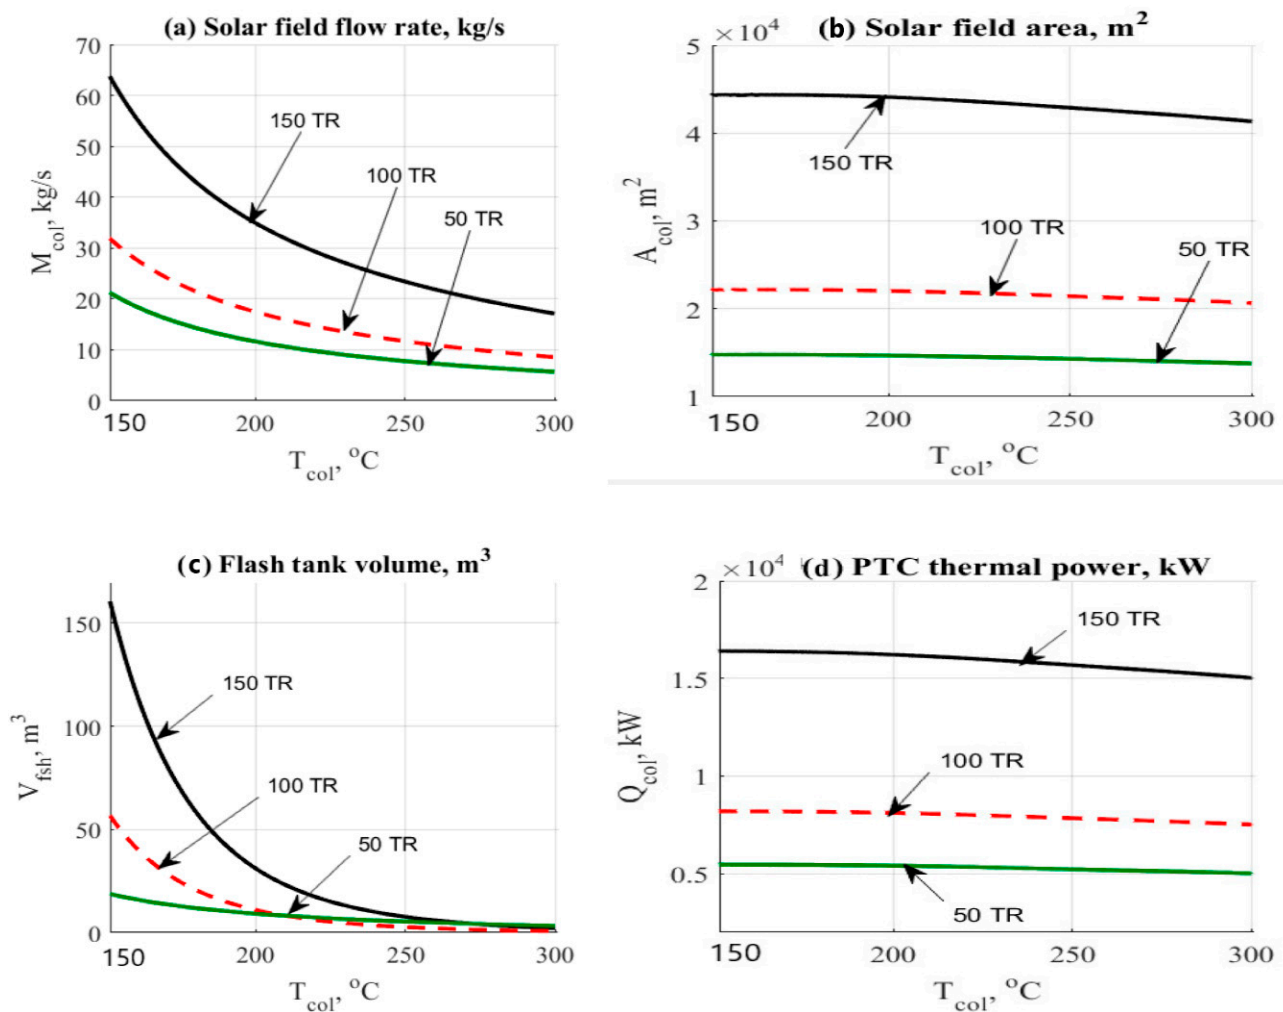 (a) Solar field flow rate, kg/s
70
60
50
40
30
20
10
0
M_col, kg/s
150 TR
100 TR
50 TR
150 200 250 300
T_col, °C
×10^4 (b) Solar field area, m²
5
4
3
2
1
A_col, m²
150 TR
100 TR
50 TR
150 200 250 300
T_col, °C
(c) Flash tank volume, m³
150
100
50
0
V_fsh, m³
150 TR
100 TR
50 TR
150 200 250 300
T_col, °C
×10^4 (d) PTC thermal power, kW
2
1.5
1
0.5
Q_col, kW
150 TR
100 TR
50 TR
150 200 250 300
T_col, °C